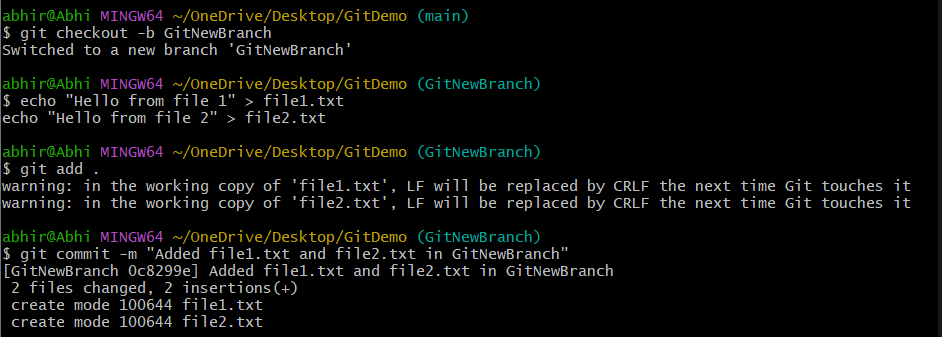 abhir@Abhi MINGW64 ~/OneDrive/Desktop/GitDemo (main)
$ git checkout -b GitNewBranch
Switched to a new branch 'GitNewBranch'
abhir@Abhi MINGW64 ~/OneDrive/Desktop/GitDemo (GitNewBranch)
$ echo "Hello from file 1" > file1.txt
echo "Hello from file 2" > file2.txt
abhir@Abhi MINGW64 ~/OneDrive/Desktop/GitDemo (GitNewBranch)
$ git add .
warning: in the working copy of 'file1.txt', LF will be replaced by CRLF the next time Git touches it
warning: in the working copy of 'file2.txt', LF will be replaced by CRLF the next time Git touches it
abhir@Abhi MINGW64 ~/OneDrive/Desktop/GitDemo (GitNewBranch)
$ git commit -m "Added file1.txt and file2.txt in GitNewBranch"
[GitNewBranch 0c8299e] Added file1.txt and file2.txt in GitNewBranch
 2 files changed, 2 insertions(+)
 create mode 100644 file1.txt
 create mode 100644 file2.txt